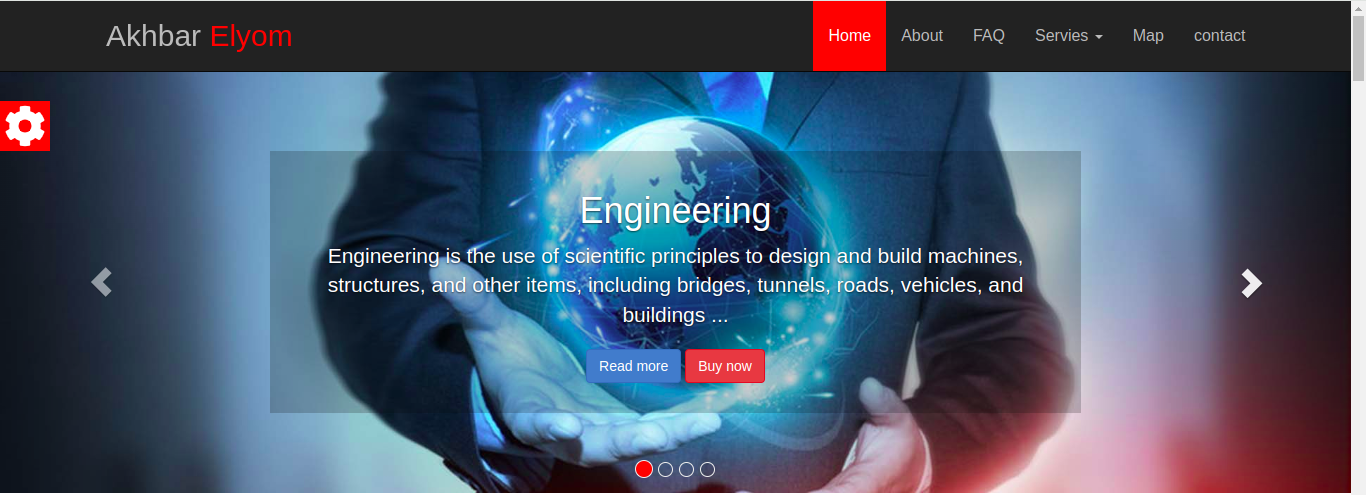 Akhbar Elyom
Home About FAQ Servies Map contact
Engineering
Engineering is the use of scientific principles to design and build machines,
structures, and other items, including bridges, tunnels, roads, vehicles, and
buildings ...
Read more Buy now